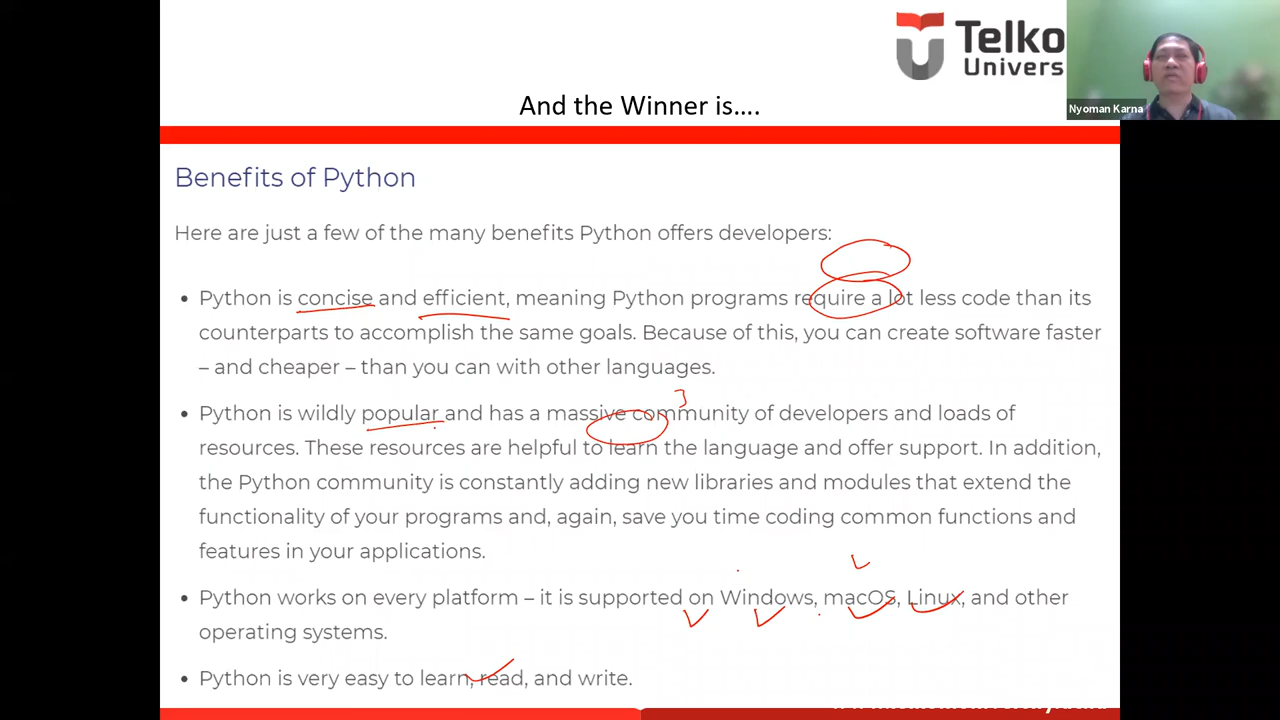 Telko
Univers
Nyoman Karna
And the Winner is....
Benefits of Python
Here are just a few of the many benefits Python offers developers:
• Python is concise and efficient, meaning Python programs require a lot less code than its
counterparts to accomplish the same goals. Because of this, you can create software faster
– and cheaper – than you can with other languages.
• Python is wildly popular and has a massive community of developers and loads of
resources. These resources are helpful to learn the language and offer support. In addition,
the Python community is constantly adding new libraries and modules that extend the
functionality of your programs and, again, save you time coding common functions and
features in your applications.
• Python works on every platform – it is supported on Windows, macOS, Linux, and other
operating systems.
• Python is very easy to learn, read, and write.